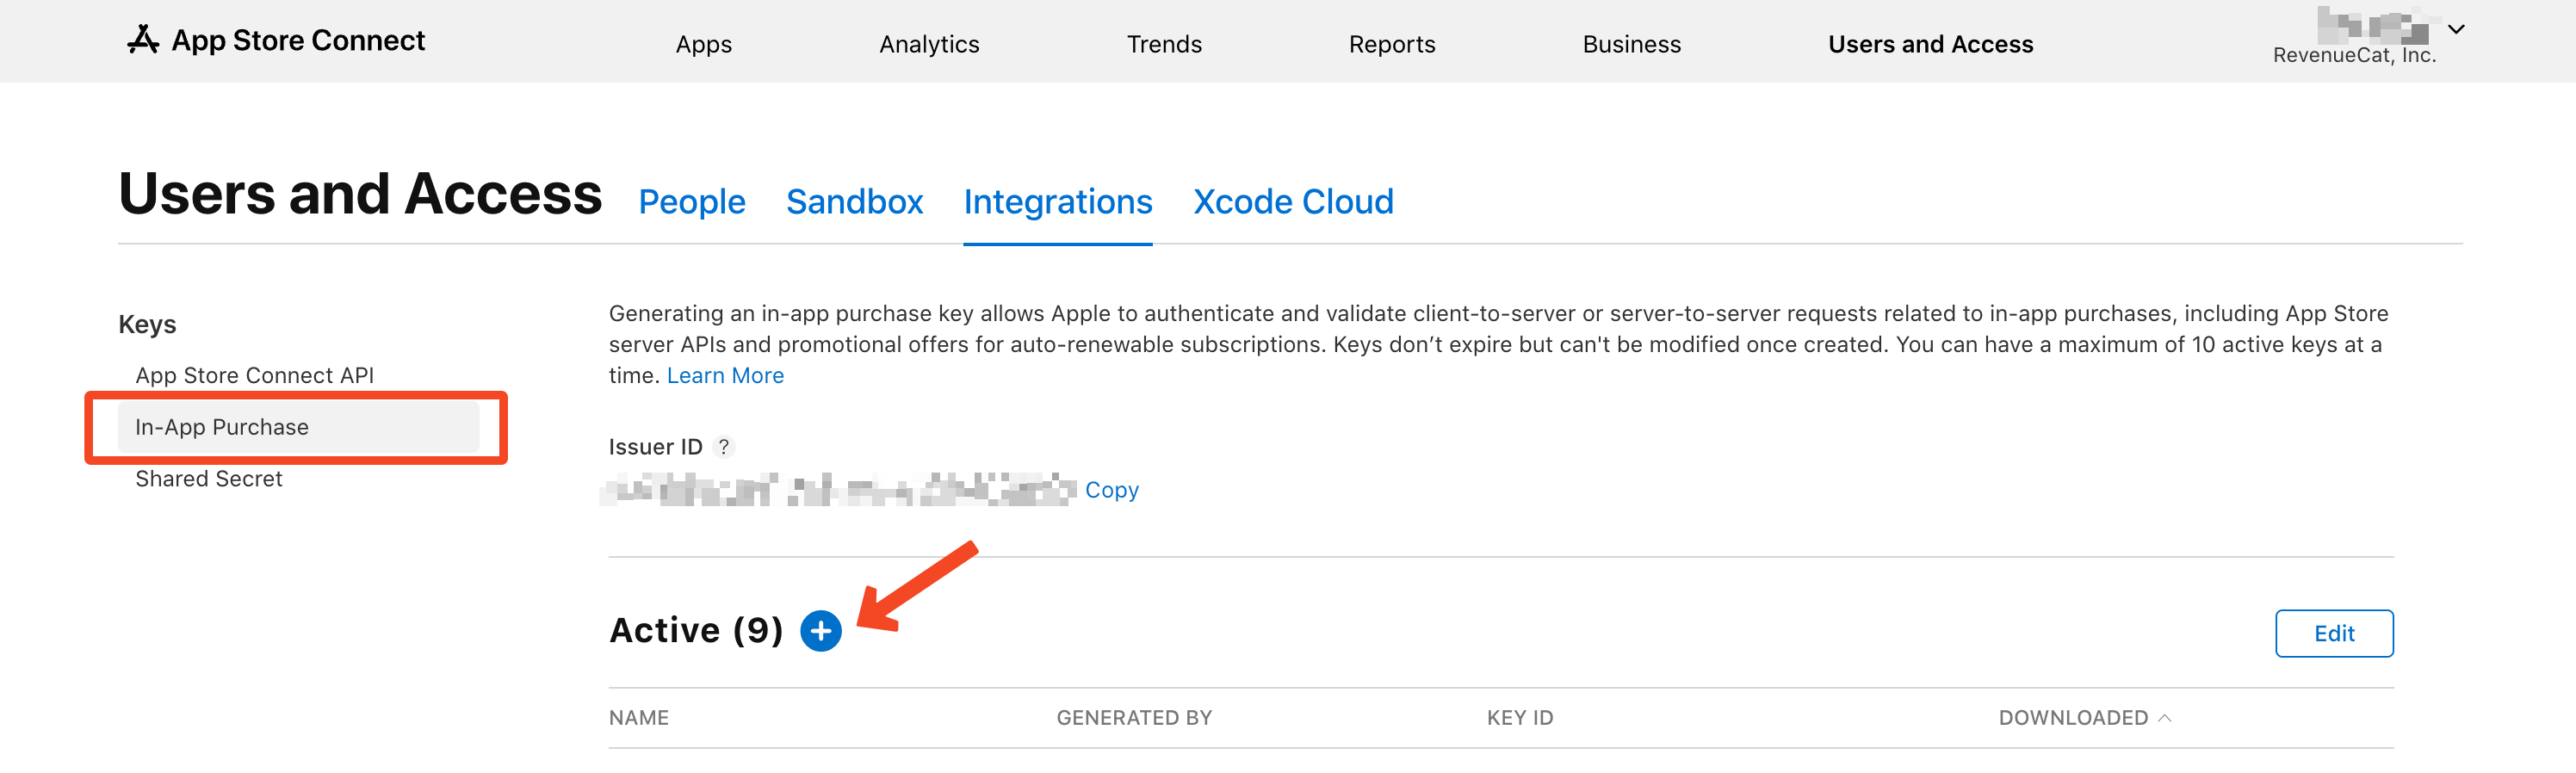 App Store Connect
Apps
Analytics
Trends
Reports
Business
Users and Access
RevenueCat, Inc.
Users and Access
People
Sandbox
Integrations
Xcode Cloud
Keys
App Store Connect API
In-App Purchase
Shared Secret
Generating an in-app purchase key allows Apple to authenticate and validate client-to-server or server-to-server requests related to in-app purchases, including App Store
server APIs and promotional offers for auto-renewable subscriptions. Keys don’t expire but can't be modified once created. You can have a maximum of 10 active keys at a
time. Learn More
Issuer ID ?
Copy
Active (9)
Edit
NAME
GENERATED BY
KEY ID
DOWNLOADED